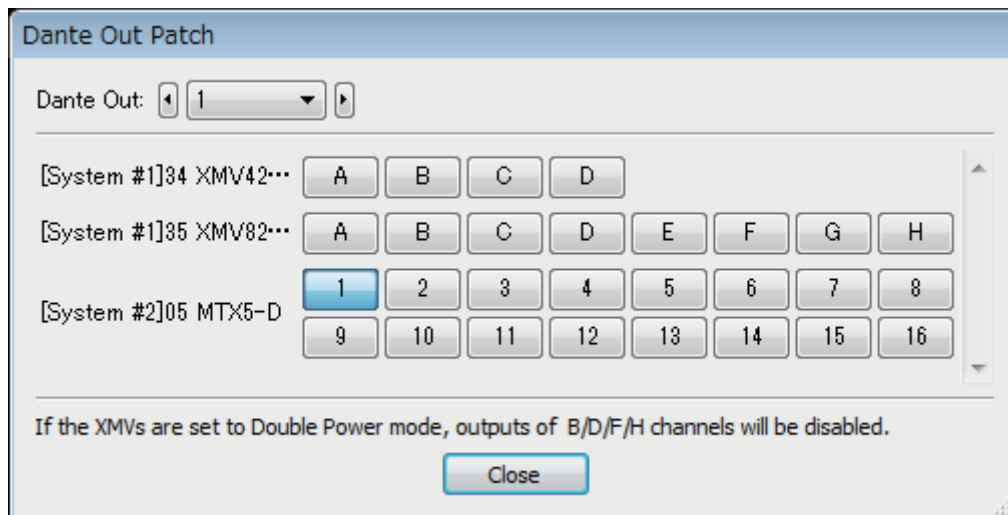 Dante Out Patch
Dante Out: 1
[System #1]34 XMV42··· A B C D
[System #1]35 XMV82··· A B C D E F G H
[System #2]05 MTX5-D 1 2 3 4 5 6 7 8
9 10 11 12 13 14 15 16
If the XMVs are set to Double Power mode, outputs of B/D/F/H channels will be disabled.
Close